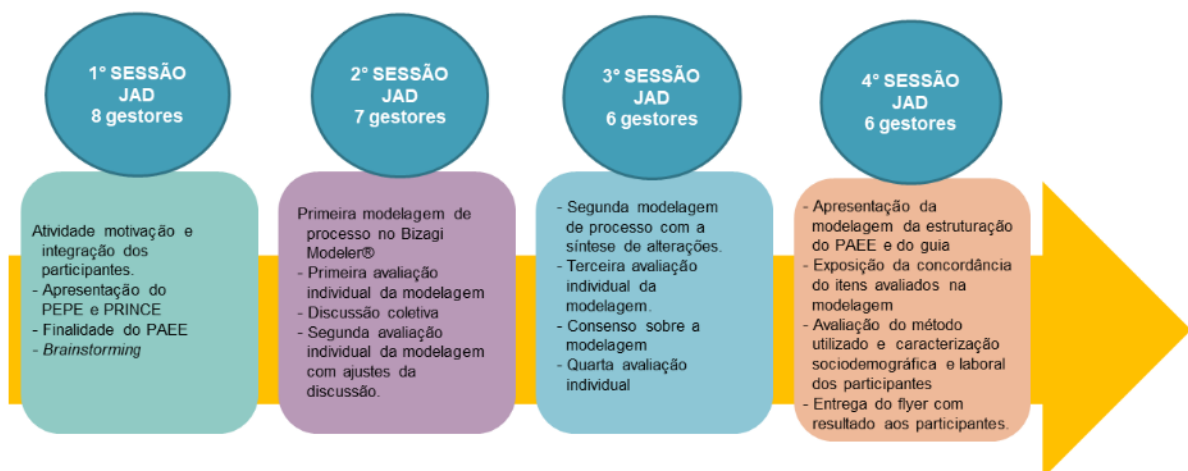 1° SESSÃO
JAD
8 gestores
Atividade motivação e
integração dos
participantes.
- Apresentação do
PEPE e PRINCE
- Finalidade do PAEE
- Brainstorming
2° SESSÃO
JAD
7 gestores
Primeira modelagem de
processo no Bizagi
Modeler®
- Primeira avaliação
individual da modelagem
- Discussão coletiva
- Segunda avaliação
individual da modelagem
com ajustes da
discussão.
3° SESSÃO
JAD
6 gestores
- Segunda modelagem
de processo com a
síntese de alterações.
- Terceira avaliação
individual da
modelagem.
- Consenso sobre a
modelagem
- Quarta avaliação
individual
4° SESSÃO
JAD
6 gestores
- Apresentação da
modelagem da estruturação
do PAEE e do guia
- Exposição da concordância
do itens avaliados na
modelagem
- Avaliação do método
utilizado e caracterização
sociodemográfica e laboral
dos participantes
- Entrega do flyer com
resultado aos participantes.